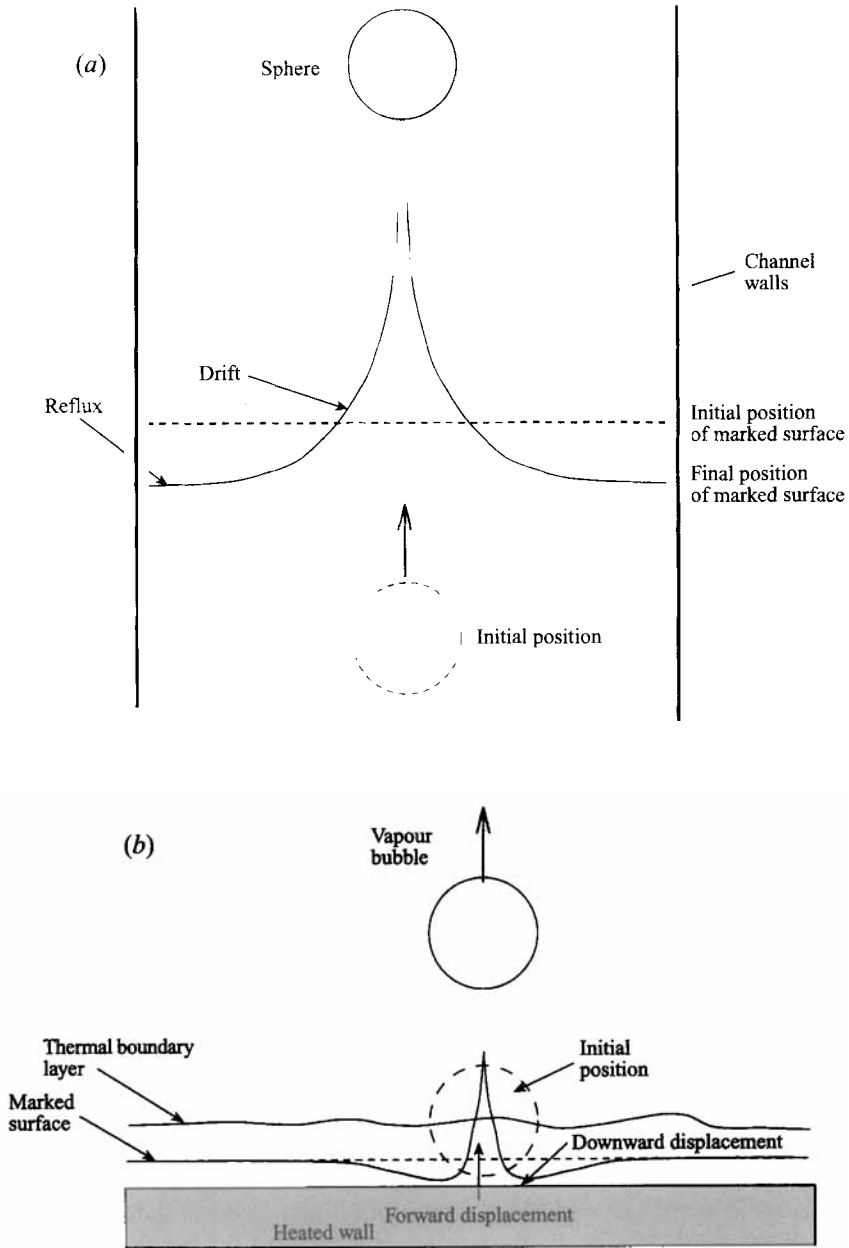 (a)
Sphere
Channel
walls
Drift
Reflux
Initial position
of marked surface
Final position
of marked surface
Initial position
(b)
Vapour
bubble
Thermal boundary
layer
Initial
position
Marked
surface
Downward displacement
Forward displacement
Heated wall